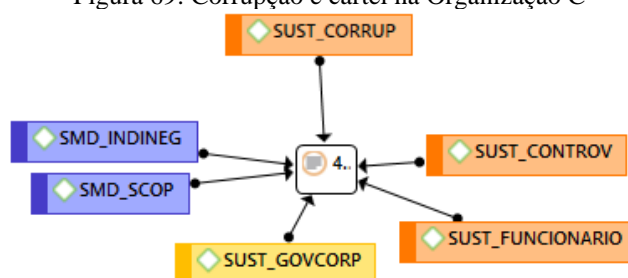 Figura 69: Corrupção e cartel na Organização C
SUST_CORRUP
SMD_INDINEG
4..
SUST_CONTROV
SMD_SCOP
SUST_FUNCIONARIO
SUST_GOVCORP